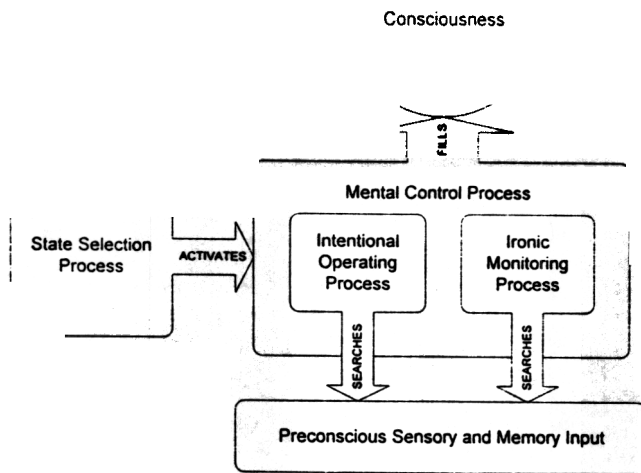 Consciousness
FILLS
Mental Control Process
State Selection
Process
ACTIVATES
Intentional
Operating
Process
Ironic
Monitoring
Process
SEARCHES
SEARCHES
Preconscious Sensory and Memory Input